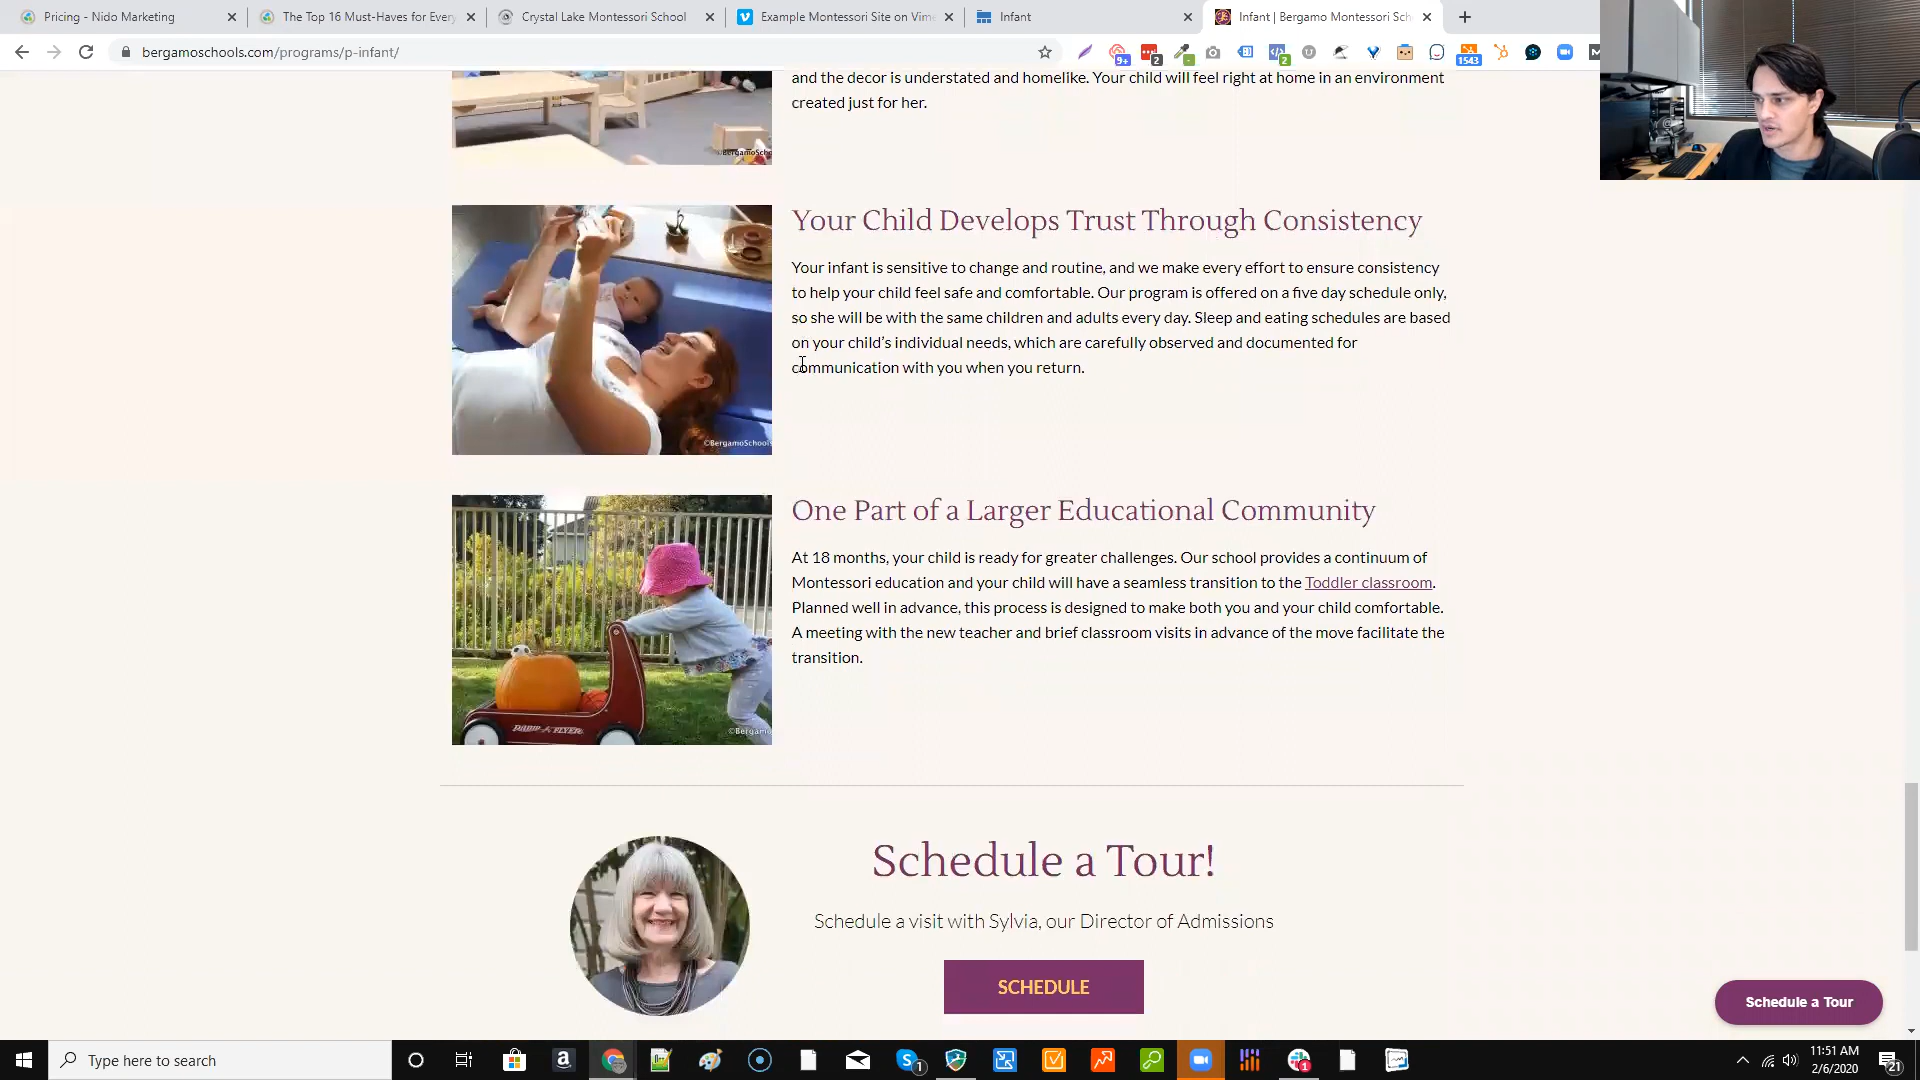 Pricing - Nido Marketing
The Top 16 Must-Haves for Every
Crystal Lake Montessori School
Example Montessori Site on Vime
Infant
Infant | Bergamo Montessori Sch
bergamoschools.com/programs/p-infant/
9+
2
2
1543
and the decor is understated and homelike. Your child will feel right at home in an environment
created just for her.
Your Child Develops Trust Through Consistency
Your infant is sensitive to change and routine, and we make every effort to ensure consistency
to help your child feel safe and comfortable. Our program is offered on a five day schedule only,
so she will be with the same children and adults every day. Sleep and eating schedules are based
on your child's individual needs, which are carefully observed and documented for
communication with you when you return.
©BergamoSchools
One Part of a Larger Educational Community
At 18 months, your child is ready for greater challenges. Our school provides a continuum of
Montessori education and your child will have a seamless transition to the Toddler classroom.
Planned well in advance, this process is designed to make both you and your child comfortable.
A meeting with the new teacher and brief classroom visits in advance of the move facilitate the
transition.
©Bergamo
Schedule a Tour!
Schedule a visit with Sylvia, our Director of Admissions
SCHEDULE
Schedule a Tour
Type here to search
11:51 AM
2/6/2020
21